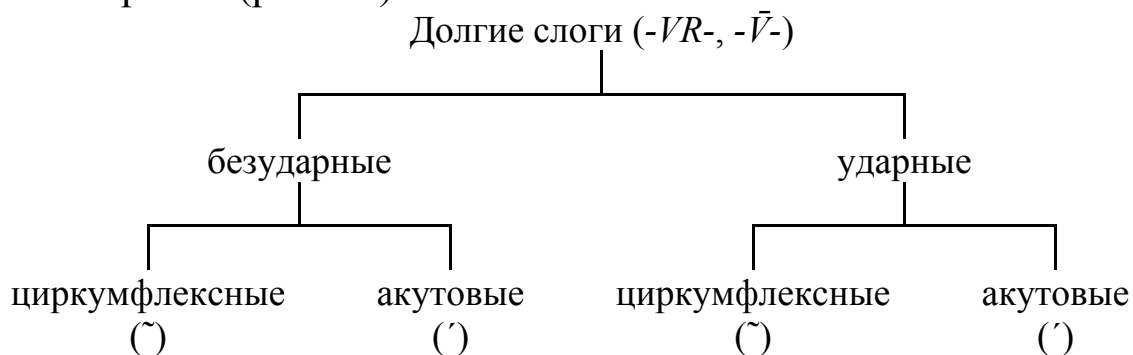 Долгие слоги (-VR-, -V̄-)
безударные ударные
циркумфлексные акутовые циркумфлексные акутовые
(˜) (´) (˜) (´)